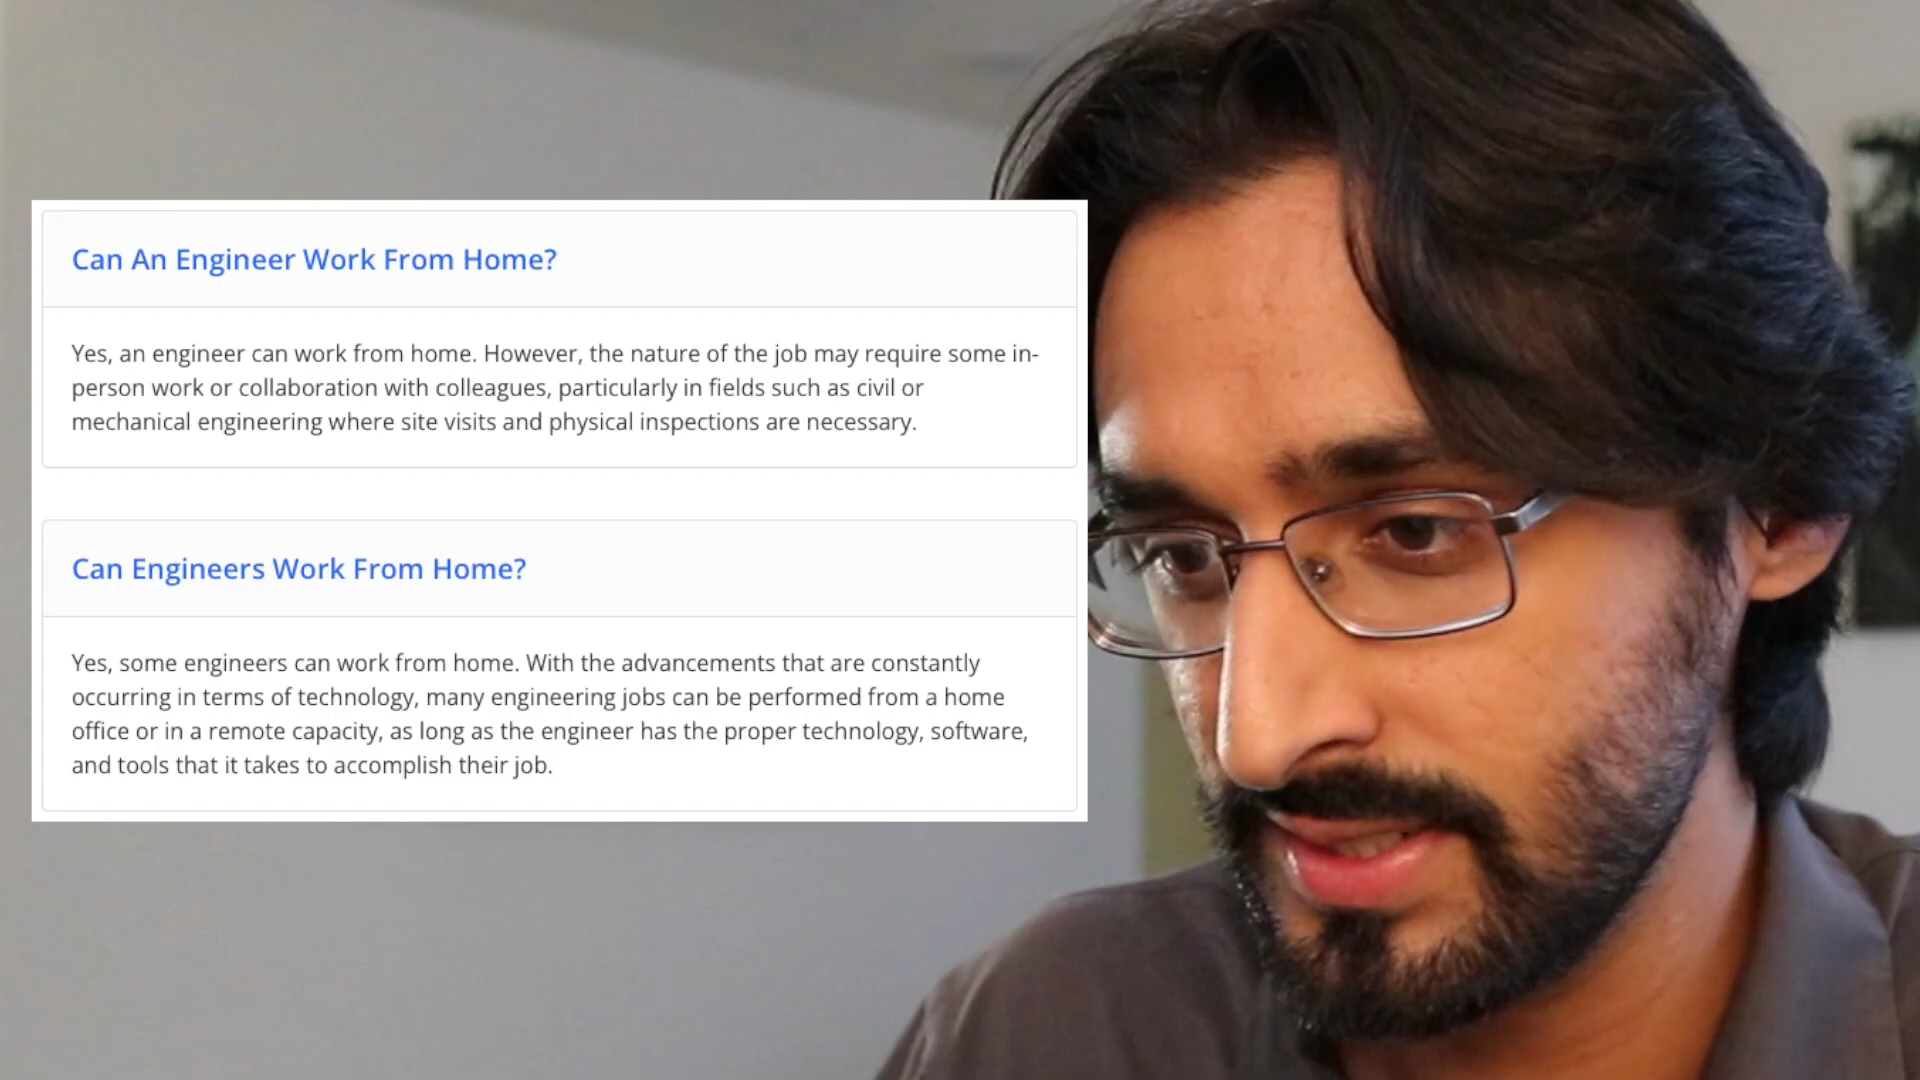 Can An Engineer Work From Home?
Yes, an engineer can work from home. However, the nature of the job may require some in-
person work or collaboration with colleagues, particularly in fields such as civil or
mechanical engineering where site visits and physical inspections are necessary.
Can Engineers Work From Home?
Yes, some engineers can work from home. With the advancements that are constantly
occurring in terms of technology, many engineering jobs can be performed from a home
office or in a remote capacity, as long as the engineer has the proper technology, software,
and tools that it takes to accomplish their job.